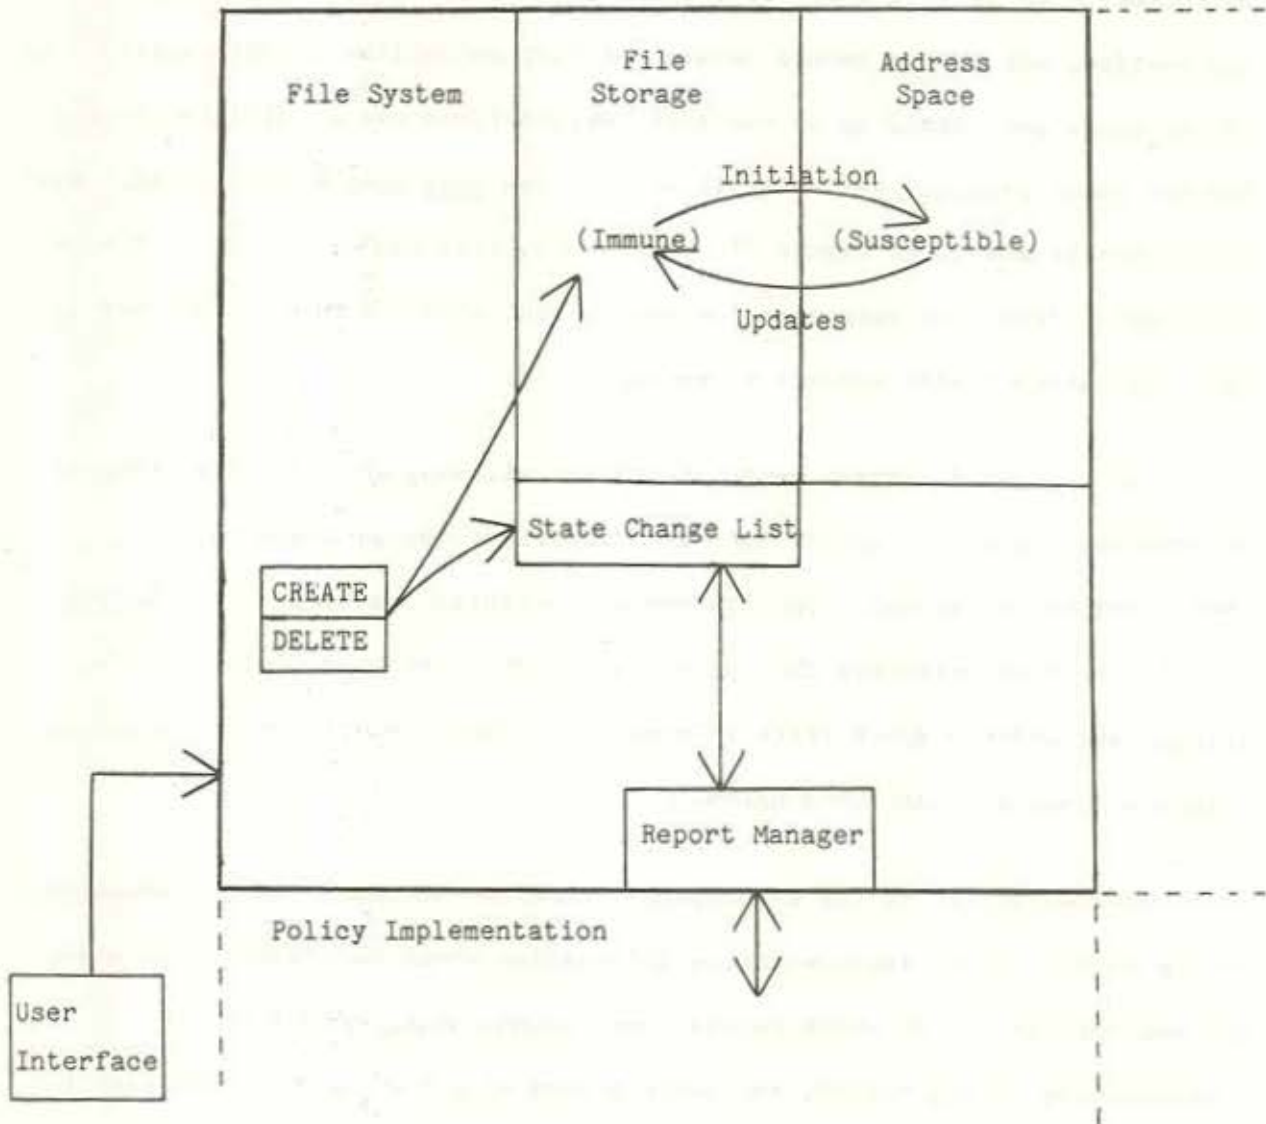 File System
File
Storage
Address
Space
Initiation
(Immune)
(Susceptible)
Updates
State Change List
CREATE
DELETE
Report Manager
Policy Implementation
User
Interface